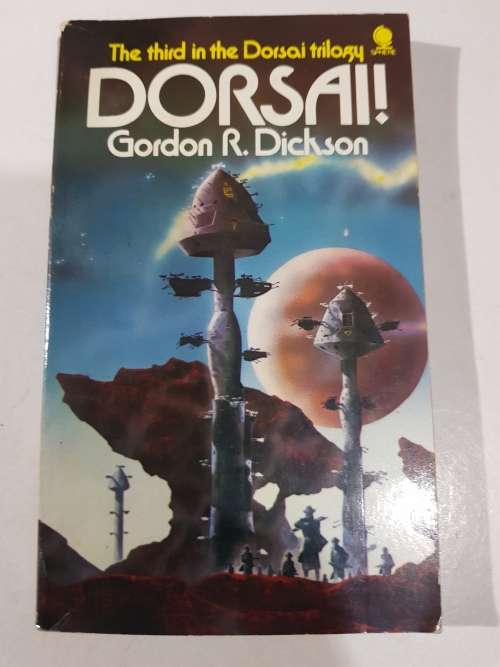 The third in the Dorsai trilogy
SPHERE
DORSAI!
Gordon R. Dickson